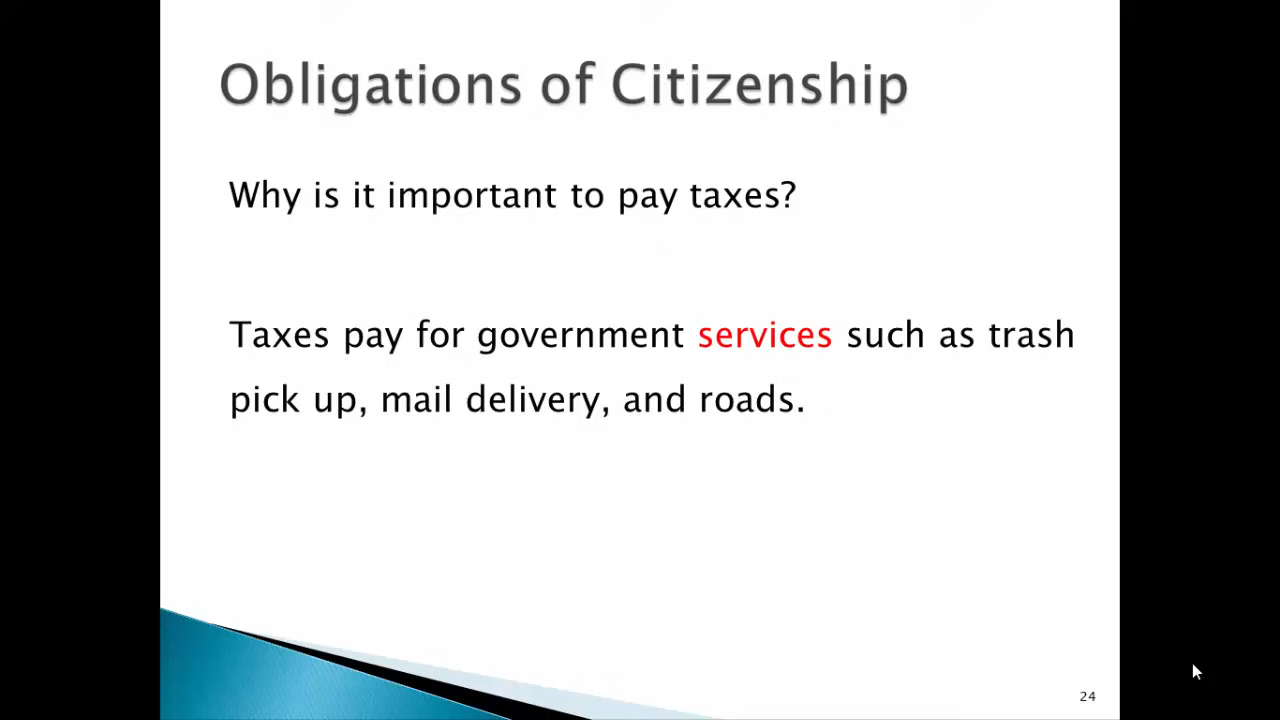 Obligations of Citizenship
Why is it important to pay taxes?
Taxes pay for government services such as trash
pick up, mail delivery, and roads.
24